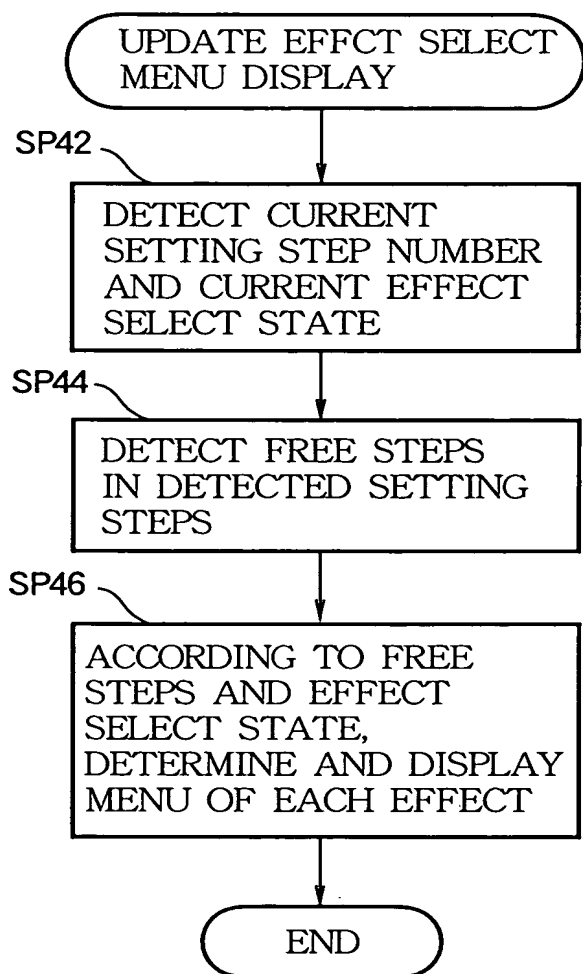 UPDATE EFFCT SELECT
MENU DISPLAY
SP42
DETECT CURRENT
SETTING STEP NUMBER
AND CURRENT EFFECT
SELECT STATE
SP44
DETECT FREE STEPS
IN DETECTED SETTING
STEPS
SP46
ACCORDING TO FREE
STEPS AND EFFECT
SELECT STATE,
DETERMINE AND DISPLAY
MENU OF EACH EFFECT
END